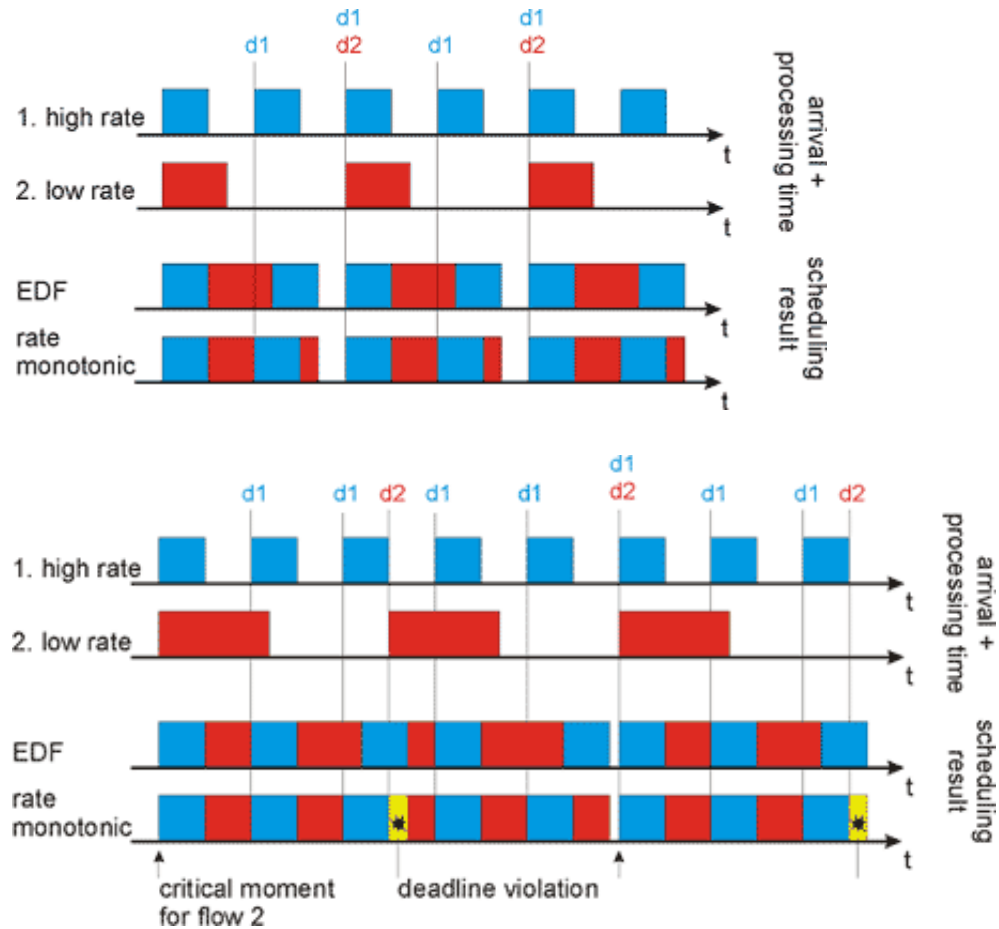 d1
d1
d1
d2
d1
d1
d2
1. high rate
t
arrival +
processing time
2. low rate
t
EDF
t
scheduling
result
rate
monotonic
t
d1
d1
d1
d2
d1
d1
d2
d1
d1
d2
1. high rate
t
arrival +
processing time
2. low rate
t
EDF
t
scheduling
result
rate
monotonic
t
critical moment
for flow 2
deadline violation